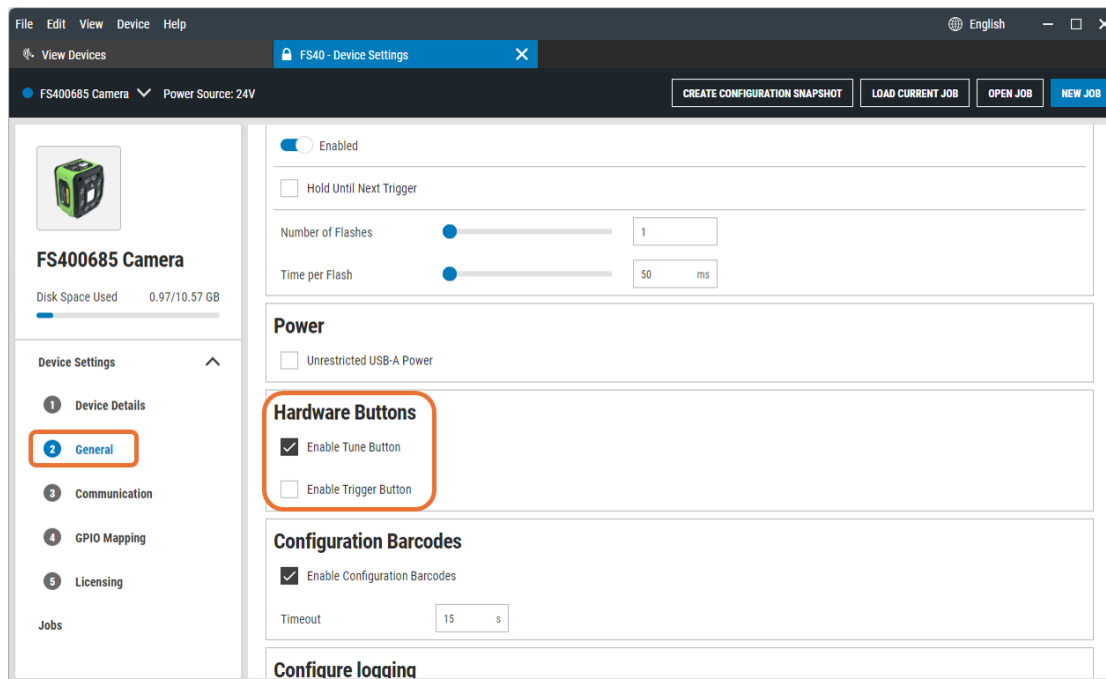 File Edit View Device Help English
View Devices FS40 - Device Settings
FS400685 Camera Power Source: 24V CREATE CONFIGURATION SNAPSHOT LOAD CURRENT JOB OPEN JOB NEW JOB
FS400685 Camera
Disk Space Used 0.97/10.57 GB
Device Settings
1 Device Details
2 General
3 Communication
4 GPIO Mapping
5 Licensing
Jobs
Enabled
Hold Until Next Trigger
Number of Flashes 1
Time per Flash 50 ms
Power
Unrestricted USB-A Power
Hardware Buttons
Enable Tune Button
Enable Trigger Button
Configuration Barcodes
Enable Configuration Barcodes
Timeout 15 s
Configure logging